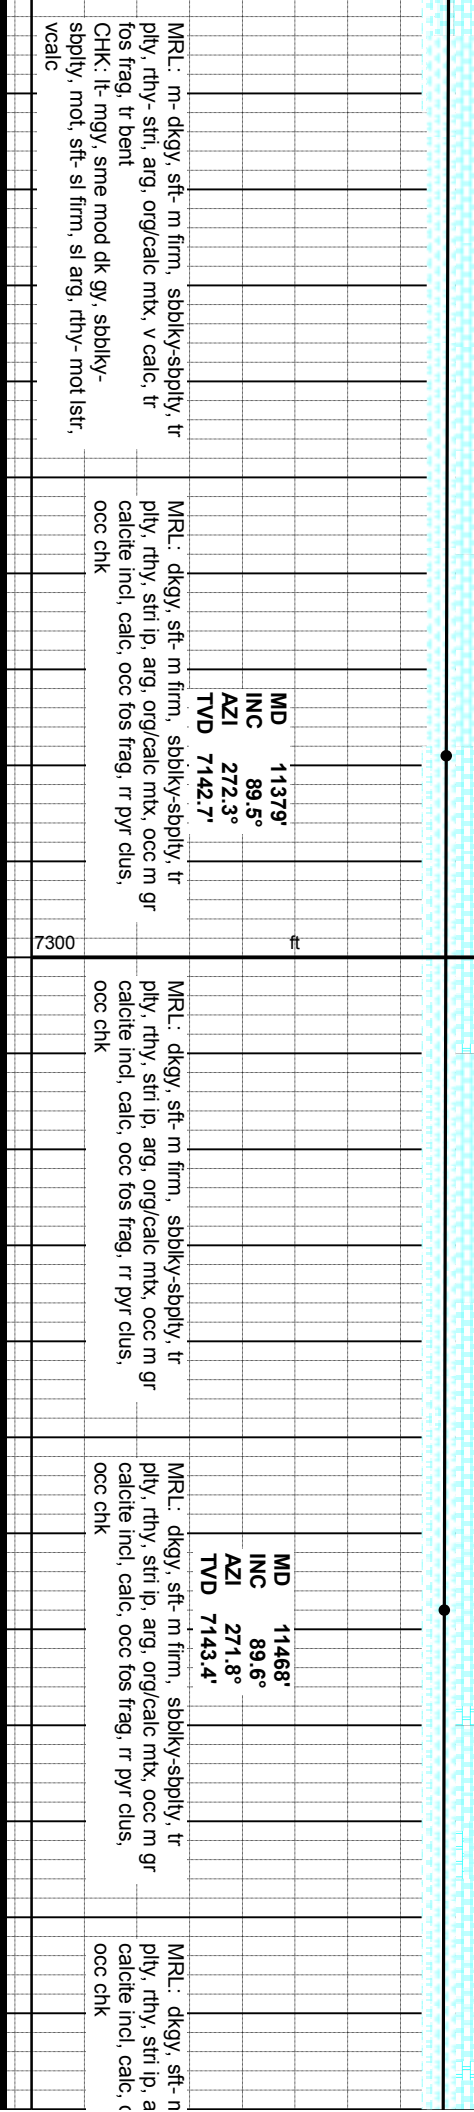 MRL: m- dkgy, sft- m firm, sbblky-sbplty, tr
plty, rthy- stri, arg, org/calc mtx, v calc, tr
fos frag, tr bent
CHK: lt- mgy, sme mod dk gy, sbblky-
sbplty, mot, sft- sl firm, sl arg, rthy- mot lstr,
vcalc
MRL: dkgy, sft- m firm, sbblky-sbplty, tr
plty, rthy, stri ip, arg, org/calc mtx, occ m gr
calcite incl, calc, occ fos frag, rr pyr clus,
occ chk
MD 11379'
INC 89.5°
AZI 272.3°
TVD 7142.7'
7300 ft
MRL: dkgy, sft- m firm, sbblky-sbplty, tr
plty, rthy, stri ip, arg, org/calc mtx, occ m gr
calcite incl, calc, occ fos frag, rr pyr clus,
occ chk
MRL: dkgy, sft- m firm, sbblky-sbplty, tr
plty, rthy, stri ip, arg, org/calc mtx, occ m gr
calcite incl, calc, occ fos frag, rr pyr clus,
occ chk
MD 11468'
INC 89.6°
AZI 271.8°
TVD 7143.4'
MRL: dkgy, sft-
plty, rthy, stri ip,
calcite incl, calc,
occ chk